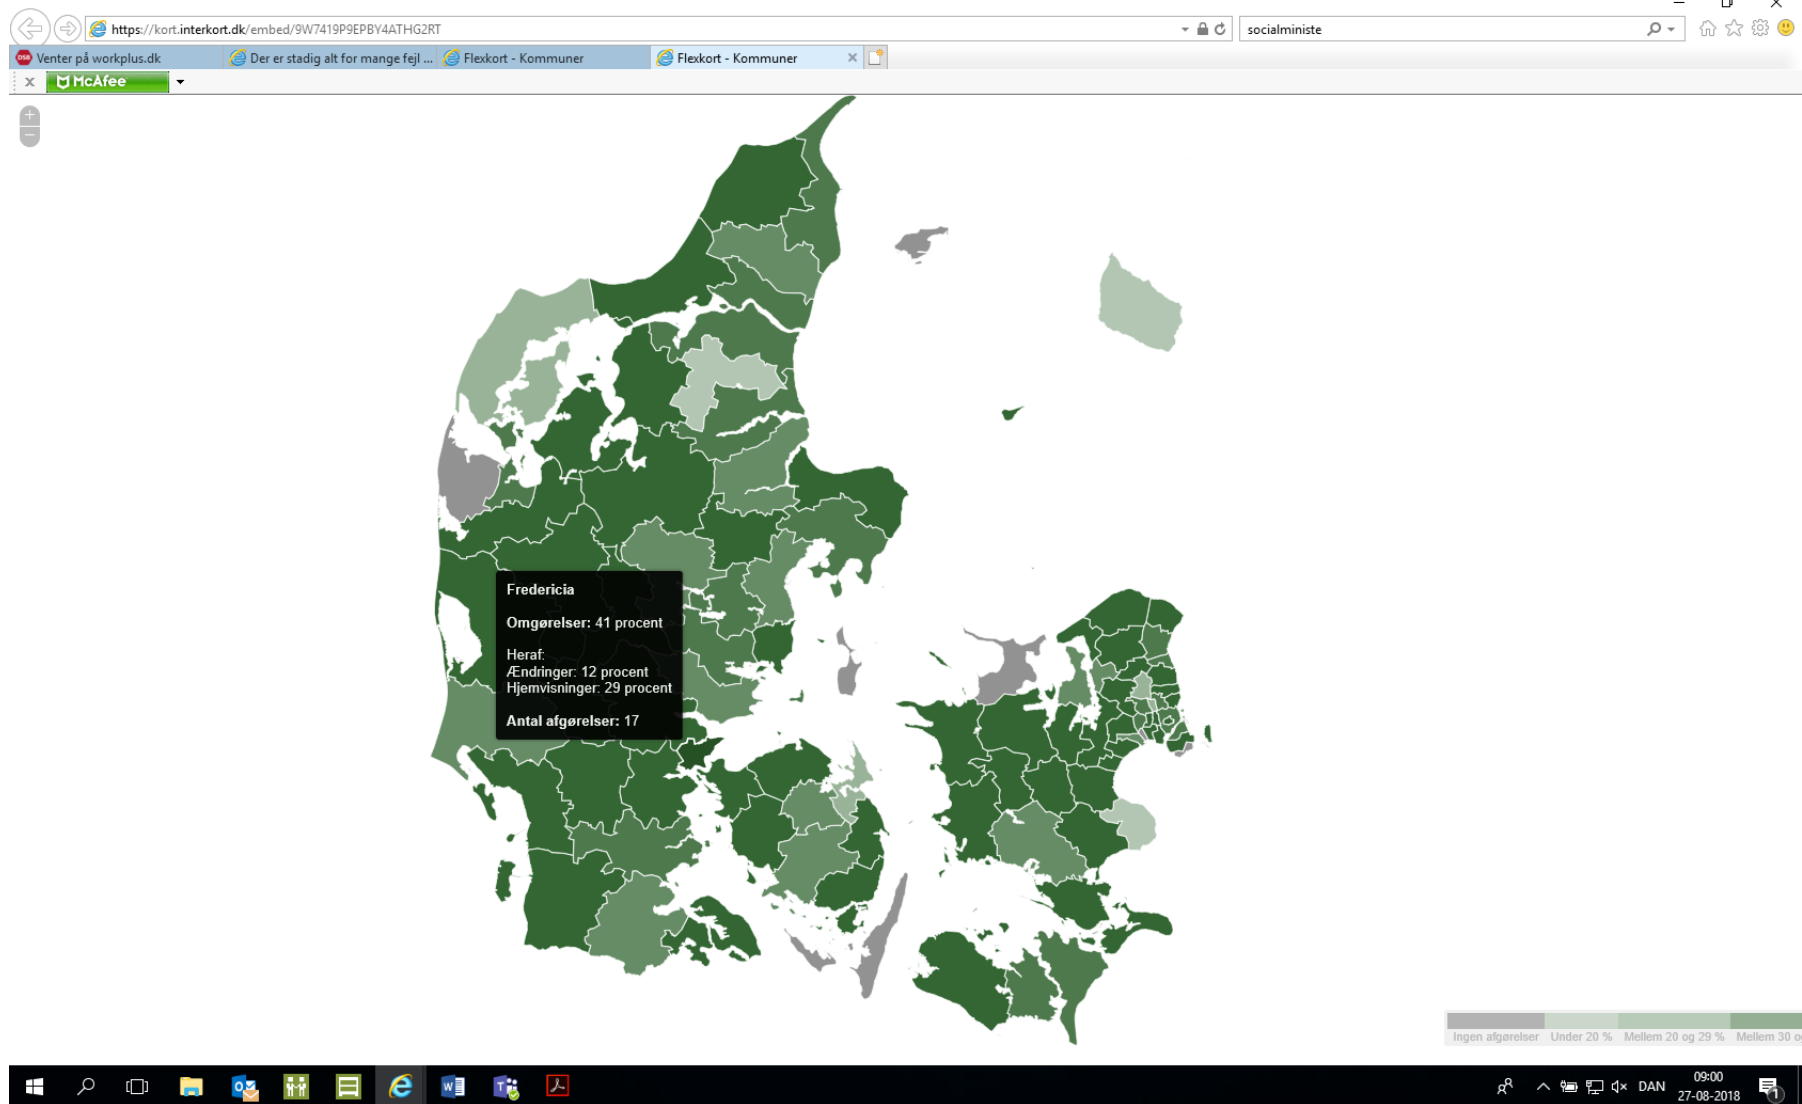 https://kort.interkort.dk/embed/9W7419P9EPBY4ATHG2RT
socialministe
Venter på workplus.dk
Der er stadig alt for mange fejl ...
Flexkort - Kommuner
Flexkort - Kommuner
x
McAfee
+
−
Fredericia
Omgørelser: 41 procent
Heraf:
Ændringer: 12 procent
Hjemvisninger: 29 procent
Antal afgørelser: 17
Ingen afgørelser
Under 20 %
Mellem 20 og 29 %
Mellem 30 o
DAN
09:00
27-08-2018
1